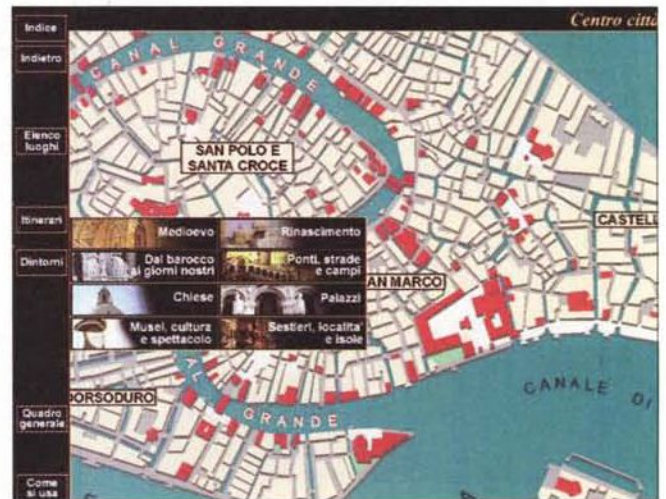 Centro città
Indice
Indietro
Elenco
luoghi
Itinerari
Dintorni
Quadro
generale
Come
si usa
CANAL GRANDE
SAN POLO E
SANTA CROCE
CASTELL
Medioevo
Rinascimento
Dal barocco
ai giorni nostri
Ponti, strade
e campi
Chiese
Palazzi
Musei, cultura
e spettacolo
Sestieri, localita'
e isole
AN MARCO
DORSODURO
AL GRANDE
CANALE DI